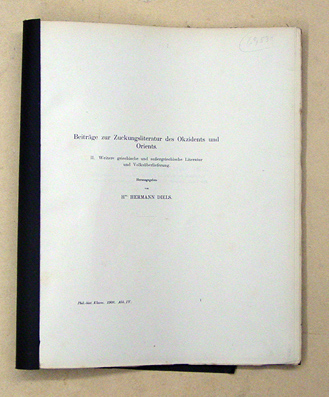 Beiträge zur Zuckungsliteratur des Okzidents und
Orients.
II. Weitere griechische und außergriechische Literatur
und Volksüberlieferung.
Herausgegeben
von
Hrn. HERMANN DIELS.
Phil.-hist. Klasse. 1908. Abh. IV.
1